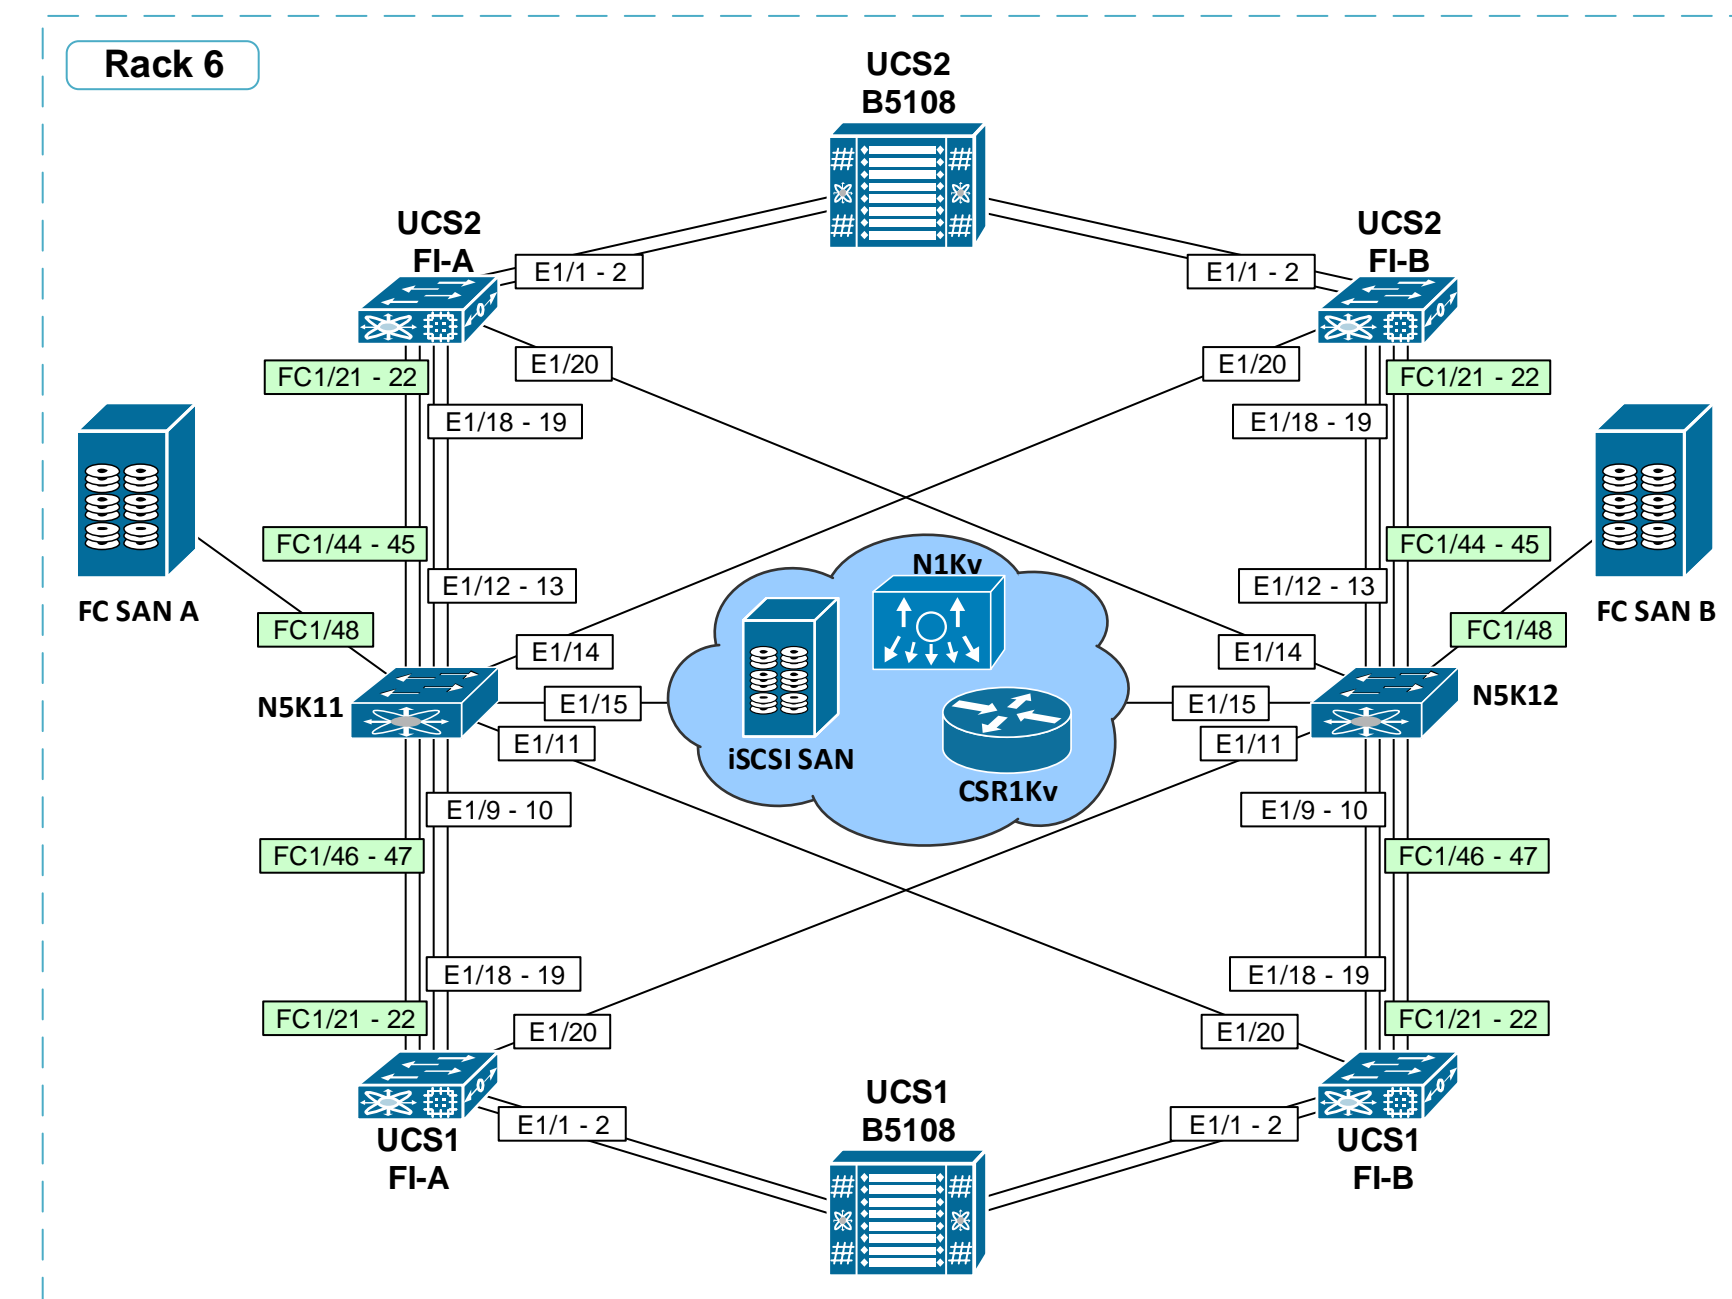 Rack 6
UCS2
B5108
UCS2
FI-A
UCS2
FI-B
E1/1 - 2
E1/1 - 2
E1/20
E1/20
FC1/21 - 22
FC1/21 - 22
E1/18 - 19
E1/18 - 19
FC1/44 - 45
FC1/44 - 45
N1Kv
E1/12 - 13
E1/12 - 13
FC SAN A
FC SAN B
FC1/48
FC1/48
E1/14
E1/14
N5K11
E1/15
E1/15
N5K12
E1/11
E1/11
iSCSI SAN
CSR1Kv
E1/9 - 10
E1/9 - 10
FC1/46 - 47
FC1/46 - 47
E1/18 - 19
E1/18 - 19
FC1/21 - 22
FC1/21 - 22
E1/20
E1/20
UCS1
B5108
E1/1 - 2
E1/1 - 2
UCS1
FI-A
UCS1
FI-B